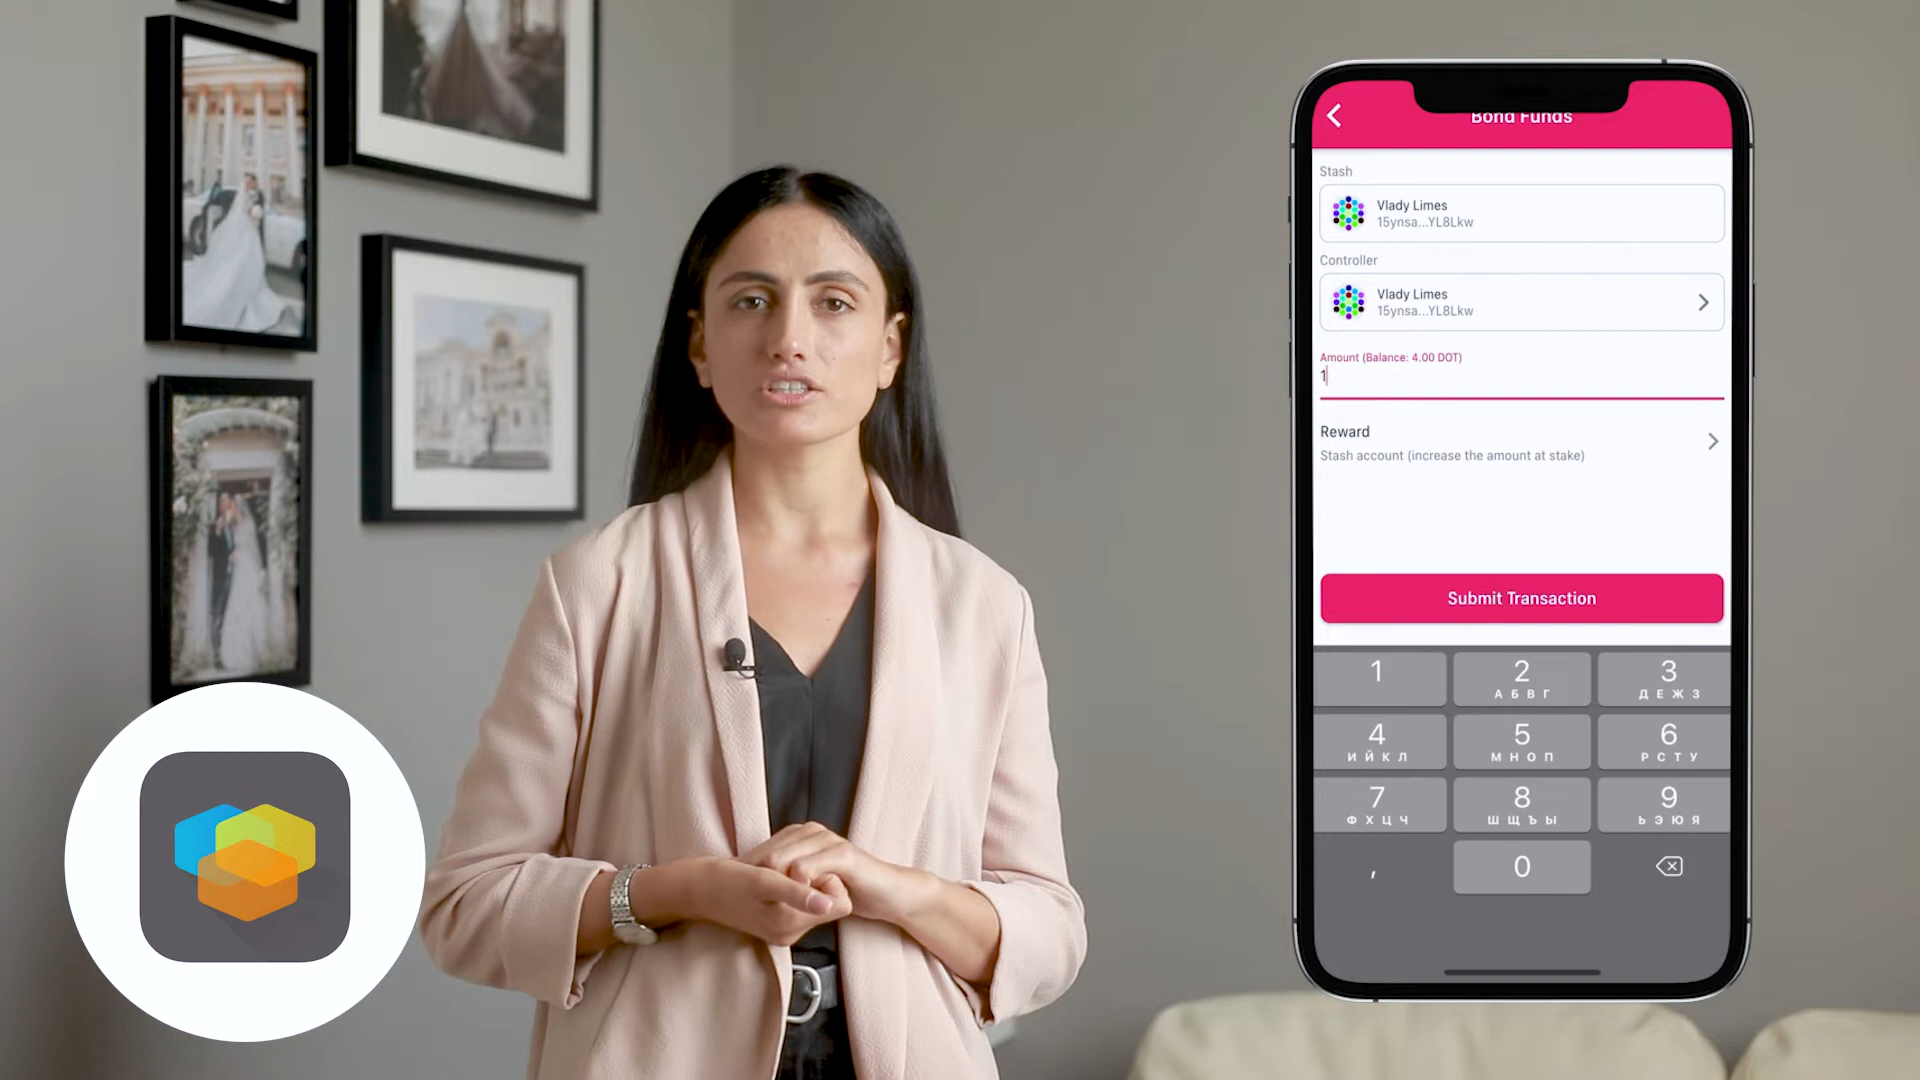 Bond Funds
Stash
Vlady Limes
15ynsa...YL8Lkw
Controller
Vlady Limes
15ynsa...YL8Lkw
Amount (Balance: 4.00 DOT)
1
Reward
Stash account (increase the amount at stake)
Submit Transaction
1 2 3
А Б В Г Д Е Ж З
4 5 6
И Й К Л М Н О П Р С Т У
7 8 9
Ф Х Ц Ч Ш Щ Ъ Ы Ь Э Ю Я
, 0